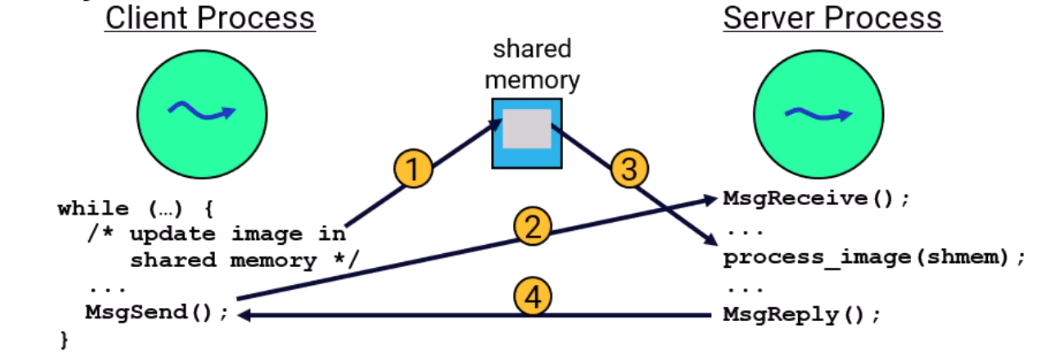 Client Process
Server Process
shared
memory
1
3
2
4
while (…) {
/* update image in
shared memory */
...
MsgSend();
}
MsgReceive();
...
process_image(shmem);
...
MsgReply();